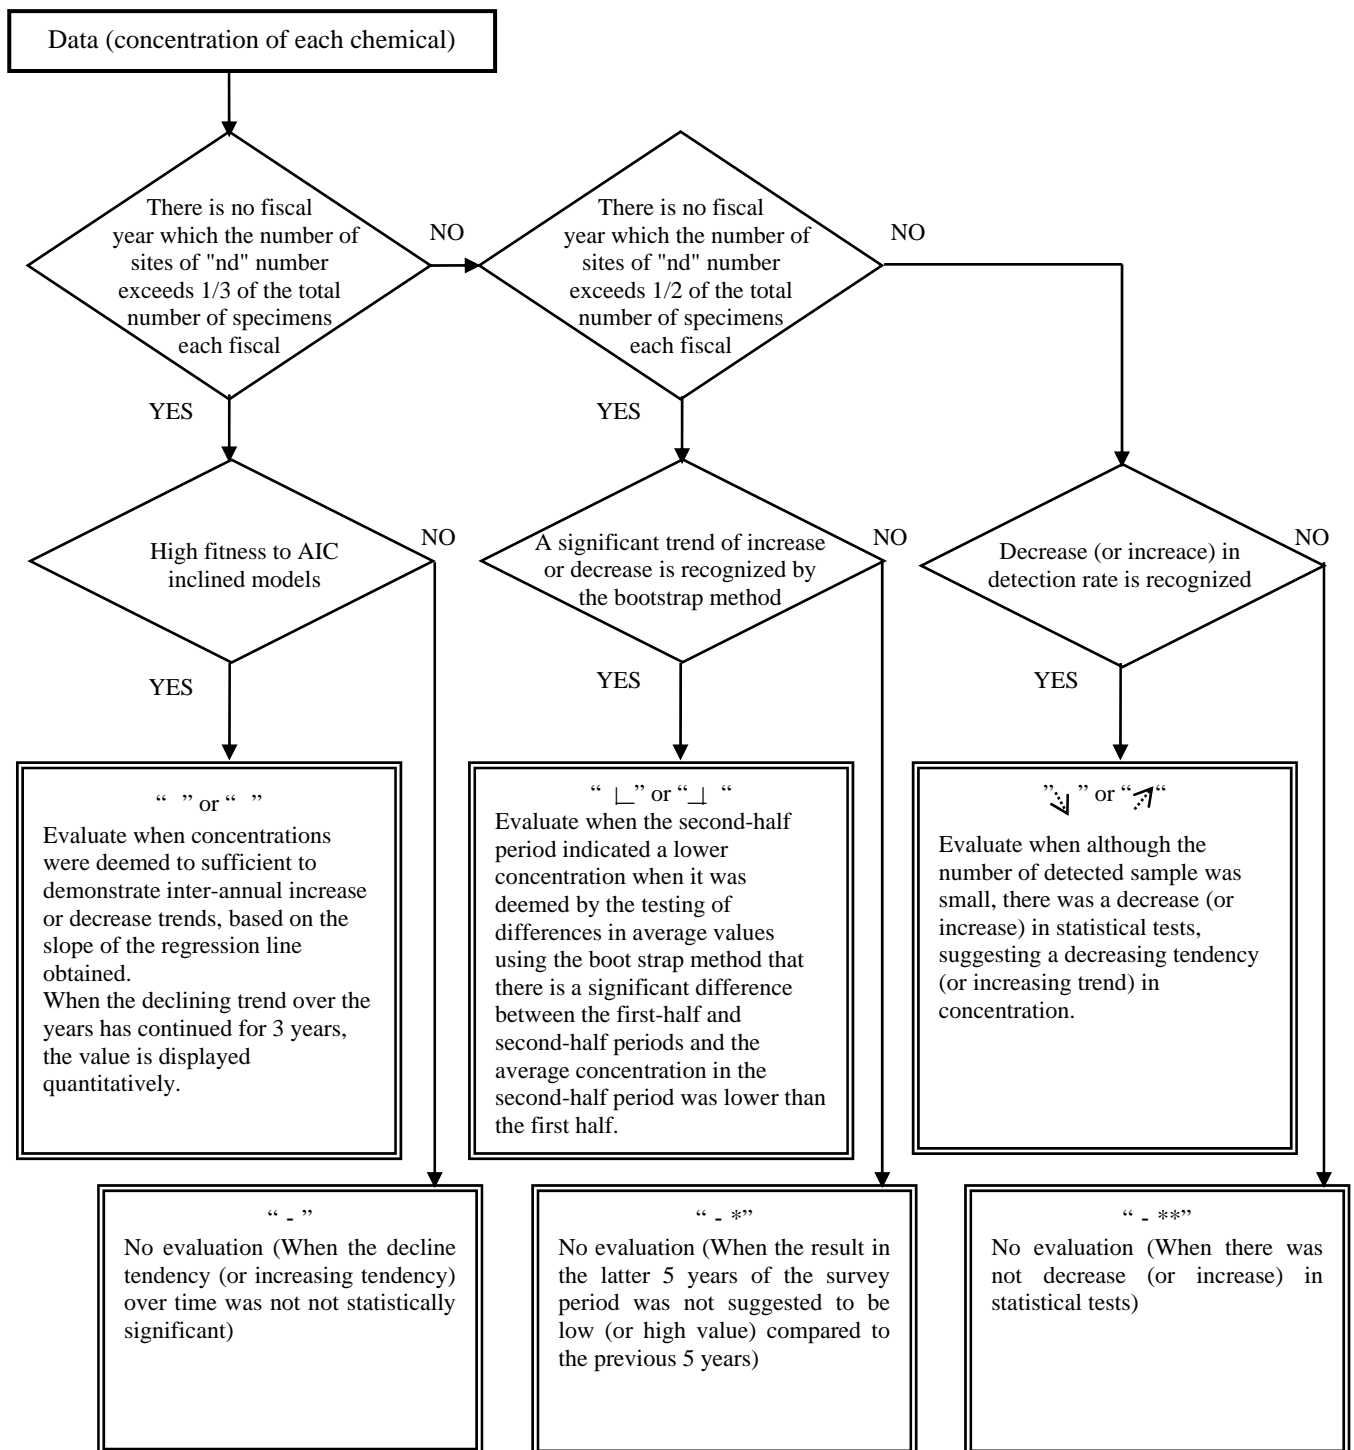 Data (concentration of each chemical)
There is no fiscal
year which the number of
sites of "nd" number
exceeds 1/3 of the total
number of specimens
each fiscal
NO
There is no fiscal
year which the number of
sites of "nd" number
exceeds 1/2 of the total
number of specimens
each fiscal
NO
YES
YES
High fitness to AIC
inclined models
NO
A significant trend of increase
or decrease is recognized by
the bootstrap method
NO
Decrease (or increace) in
detection rate is recognized
NO
YES
YES
YES
“ ” or “ ”
Evaluate when concentrations
were deemed to sufficient to
demonstrate inter-annual increase
or decrease trends, based on the
slope of the regression line
obtained.
When the declining trend over the
years has continued for 3 years,
the value is displayed
quantitatively.
“ ” or “ “
Evaluate when the second-half
period indicated a lower
concentration when it was
deemed by the testing of
differences in average values
using the boot strap method that
there is a significant difference
between the first-half and
second-half periods and the
average concentration in the
second-half period was lower than
the first half.
” ” or “ “
Evaluate when although the
number of detected sample was
small, there was a decrease (or
increase) in statistical tests,
suggesting a decreasing tendency
(or increasing trend) in
concentration.
“ - ”
No evaluation (When the decline
tendency (or increasing tendency)
over time was not not statistically
significant)
“ - *”
No evaluation (When the result in
the latter 5 years of the survey
period was not suggested to be
low (or high value) compared to
the previous 5 years)
“ - **”
No evaluation (When there was
not decrease (or increase) in
statistical tests)